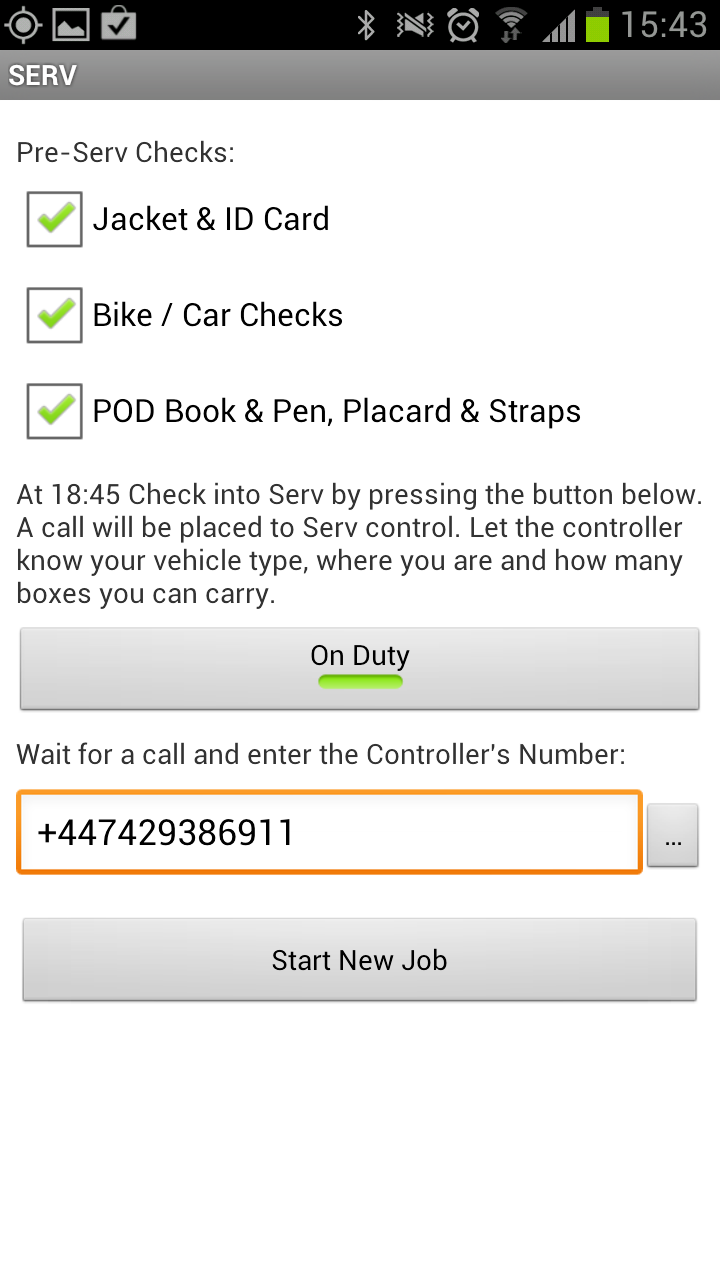 15:43
SERV
Pre-Serv Checks:
Jacket & ID Card
Bike / Car Checks
POD Book & Pen, Placard & Straps
At 18:45 Check into Serv by pressing the button below.
A call will be placed to Serv control. Let the controller
know your vehicle type, where you are and how many
boxes you can carry.
On Duty
Wait for a call and enter the Controller's Number:
+447429386911
...
Start New Job